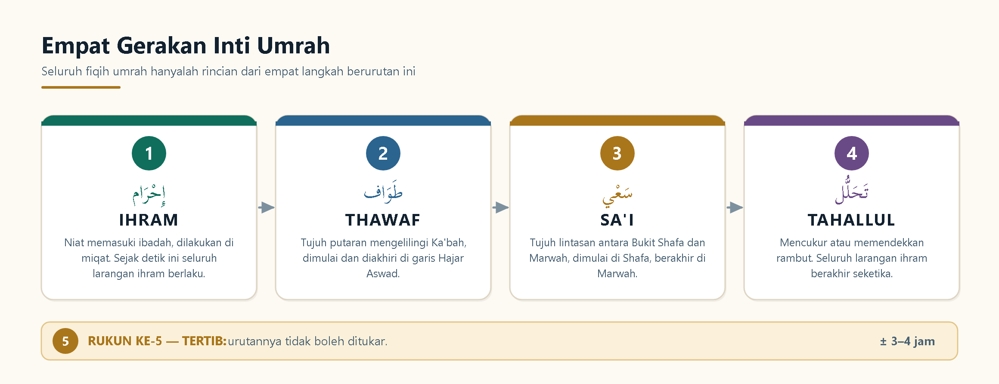 Empat Gerakan Inti Umrah
Seluruh fiqih umrah hanyalah rincian dari empat langkah berurutan ini
1
إِحْرَام
IHRAM
Niat memasuki ibadah, dilakukan di
miqat. Sejak detik ini seluruh
larangan ihram berlaku.
2
طَوَاف
THAWAF
Tujuh putaran mengelilingi Ka'bah,
dimulai dan diakhiri di garis Hajar
Aswad.
3
سَعْي
SA'I
Tujuh lintasan antara Bukit Shafa dan
Marwah, dimulai di Shafa, berakhir di
Marwah.
4
تَحَلُّل
TAHALLUL
Mencukur atau memendekkan
rambut. Seluruh larangan ihram
berakhir seketika.
5 RUKUN KE-5 — TERTIB: urutannya tidak boleh ditukar. ± 3–4 jam